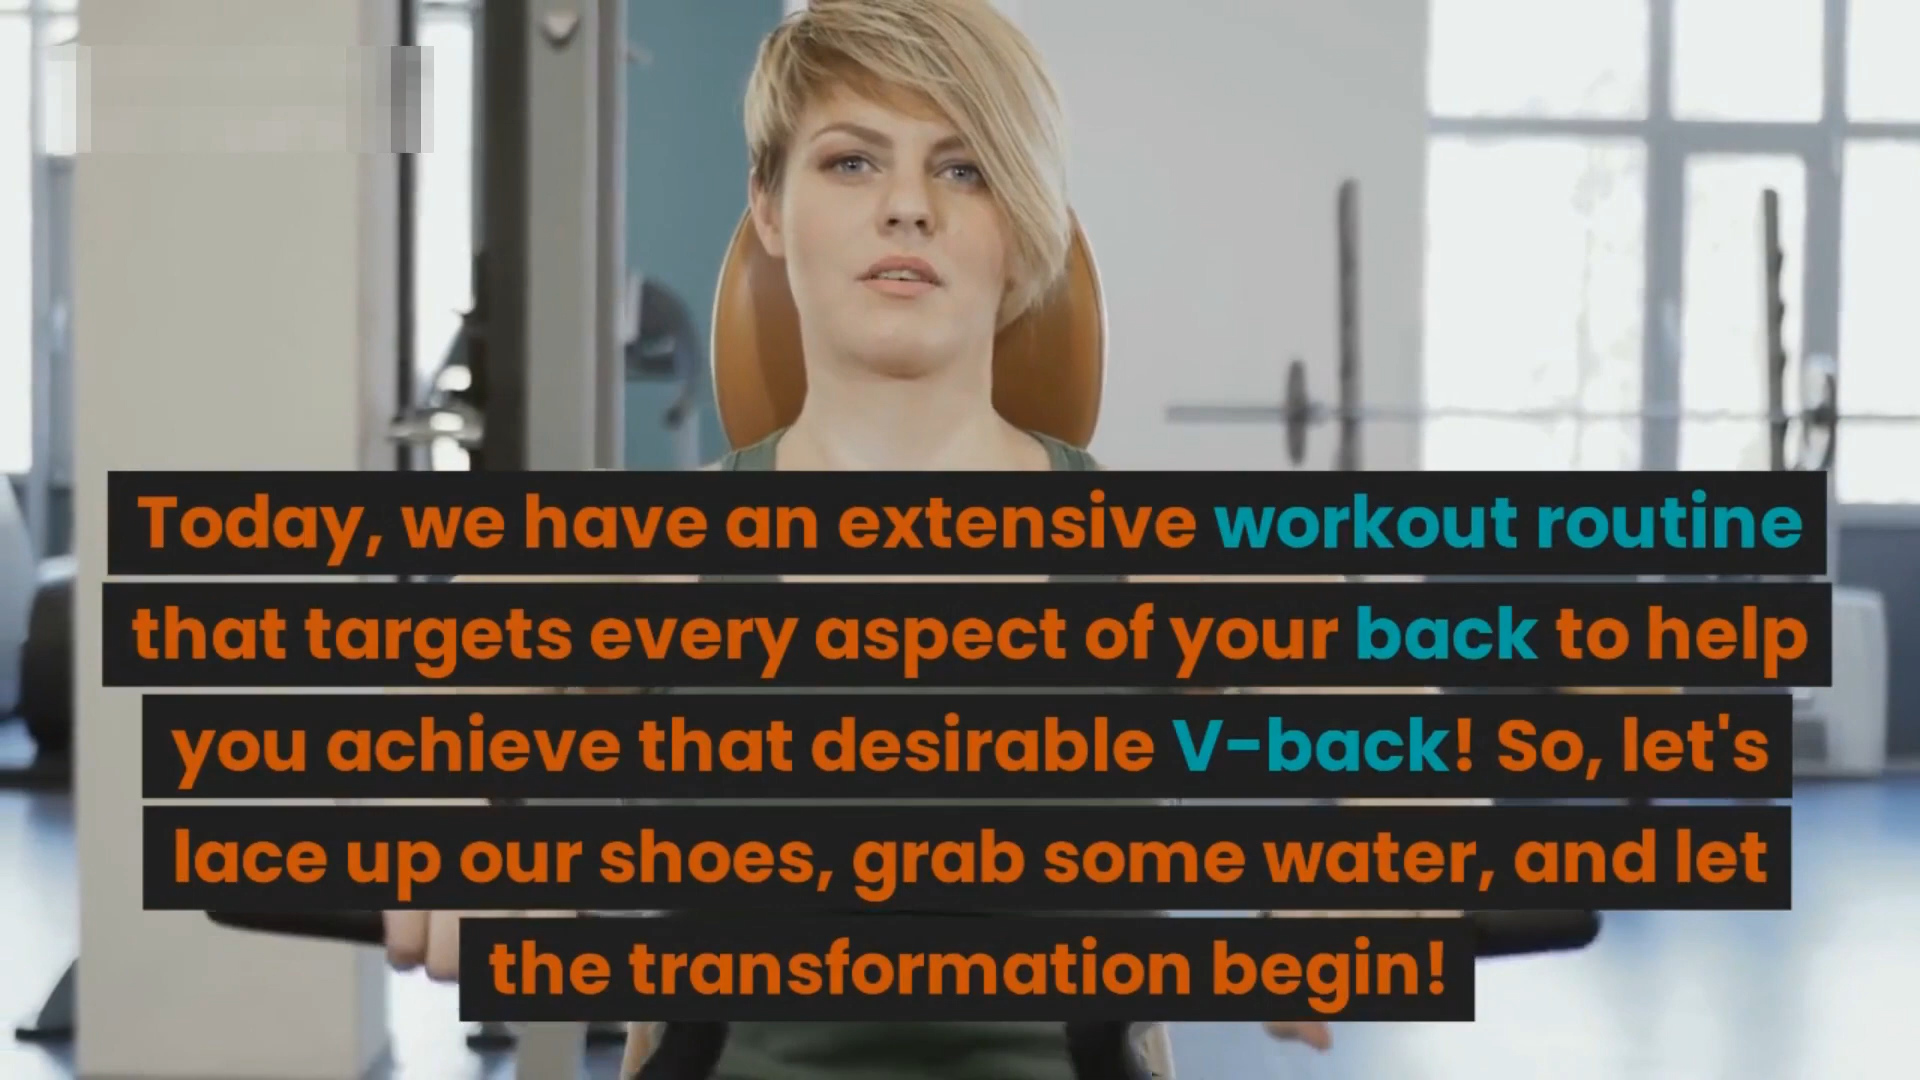 Today, we have an extensive workout routine
that targets every aspect of your back to help
you achieve that desirable V-back! So, let's
lace up our shoes, grab some water, and let
the transformation begin!